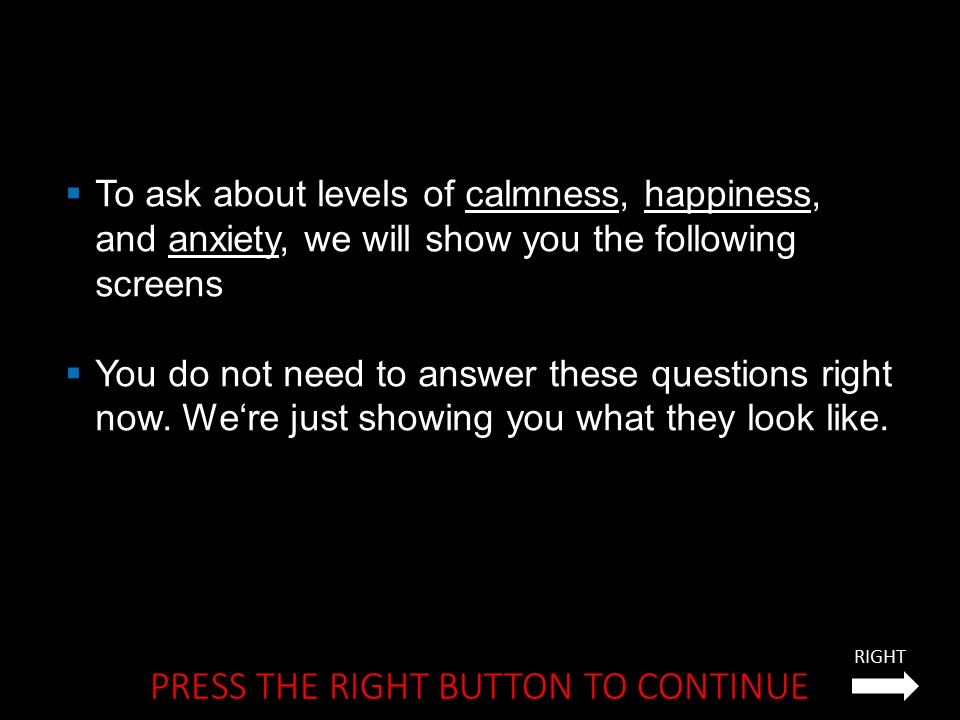 ▪ To ask about levels of calmness, happiness,
and anxiety, we will show you the following
screens
▪ You do not need to answer these questions right
now. We‘re just showing you what they look like.
RIGHT
PRESS THE RIGHT BUTTON TO CONTINUE